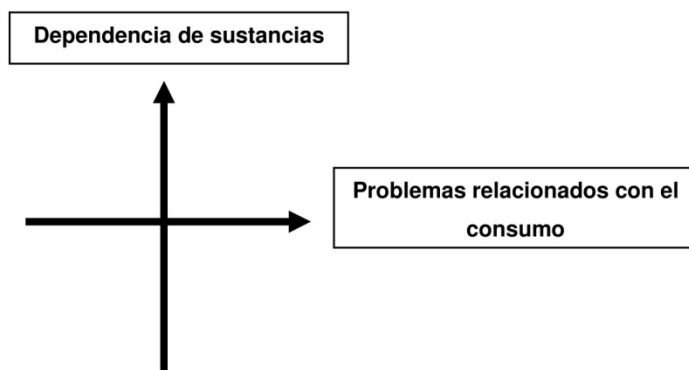 Dependencia de sustancias
Problemas relacionados con el
consumo